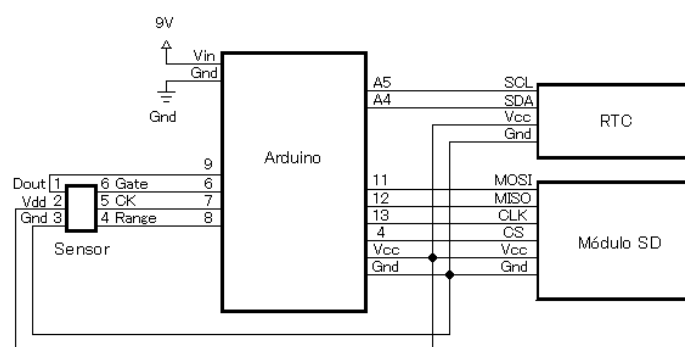 9V
Vin
Gnd
Gnd
Arduino
A5 SCL
A4 SDA
Vcc
Gnd
RTC
9
Dout 1 6 Gate 6
Vdd 2 5 CK 7
Gnd 3 4 Range 8
Sensor
11 MOSI
12 MISO
13 CLK
4 CS
Vcc Vcc
Gnd Gnd
Módulo SD